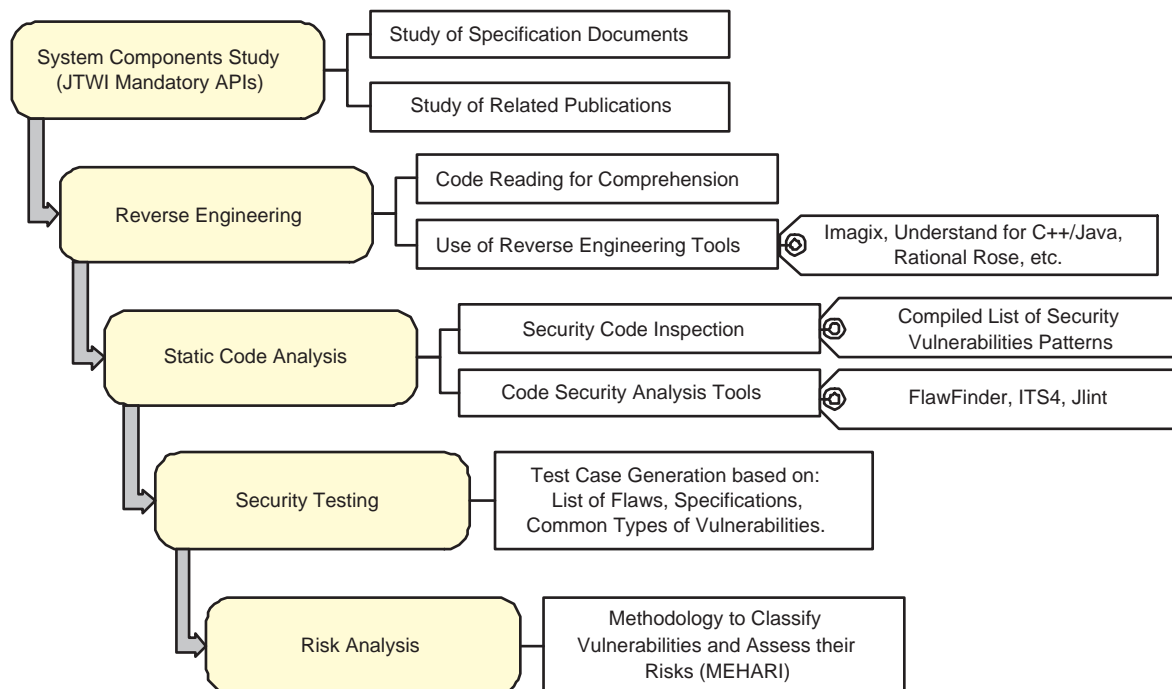 Study of Specification Documents
System Components Study
(JTWI Mandatory APIs)
Study of Related Publications
Code Reading for Comprehension
Reverse Engineering
Use of Reverse Engineering Tools
Imagix, Understand for C++/Java,
Rational Rose, etc.
Security Code Inspection
Compiled List of Security
Vulnerabilities Patterns
Static Code Analysis
Code Security Analysis Tools
FlawFinder, ITS4, Jlint
Security Testing
Test Case Generation based on:
List of Flaws, Specifications,
Common Types of Vulnerabilities.
Risk Analysis
Methodology to Classify
Vulnerabilities and Assess their
Risks (MEHARI)